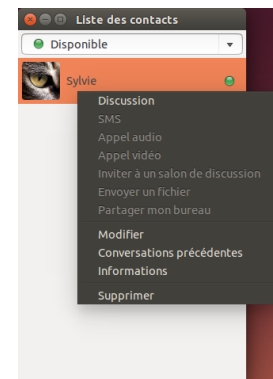 Liste des contacts
Disponible
Sylvie
Discussion
SMS
Appel audio
Appel vidéo
Inviter à un salon de discussion
Envoyer un fichier
Partager mon bureau
Modifier
Conversations précédentes
Informations
Supprimer